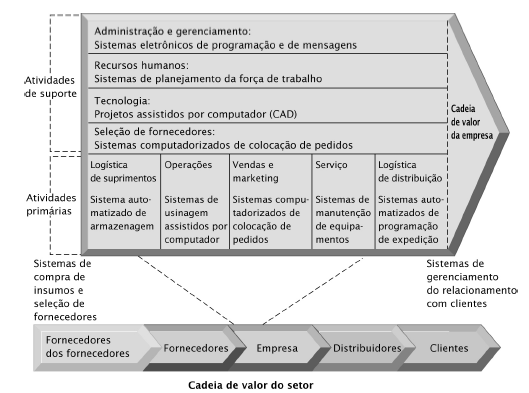 Administração e gerenciamento:
Sistemas eletrônicos de programação e de mensagens
Recursos humanos:
Sistemas de planejamento da força de trabalho
Tecnologia:
Projetos assistidos por computador (CAD)
Seleção de fornecedores:
Sistemas computadorizados de colocação de pedidos
Atividades
de suporte
Cadeia
de valor
da empresa
Atividades
primárias
Logística
de suprimentos
Sistema auto-
matizado de
armazenagem
Operações
Sistemas de
usinagem
assistidos por
computador
Vendas e
marketing
Sistemas compu-
tadorizados de
colocação de
pedidos
Serviço
Sistemas de
manutenção
de equipa-
mentos
Logística
de distribuição
Sistemas auto-
matizados de
programação
de expedição
Sistemas de
compra de
insumos e
seleção de
fornecedores
Sistemas de
gerenciamento
do relacionamento
com clientes
Fornecedores
dos fornecedores
Fornecedores
Empresa
Distribuidores
Clientes
Cadeia de valor do setor